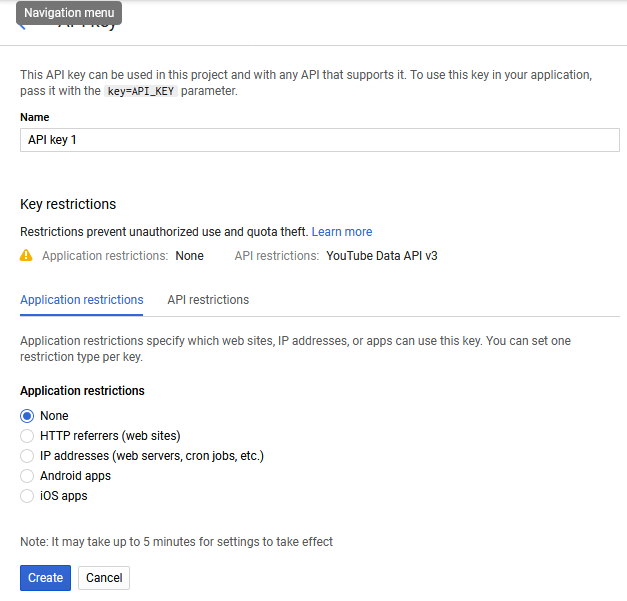 Navigation menu
API key
This API key can be used in this project and with any API that supports it. To use this key in your application,
pass it with the key=API_KEY parameter.
Name
API key 1
Key restrictions
Restrictions prevent unauthorized use and quota theft. Learn more
Application restrictions: None API restrictions: YouTube Data API v3
Application restrictions API restrictions
Application restrictions specify which web sites, IP addresses, or apps can use this key. You can set one
restriction type per key.
Application restrictions
None
HTTP referrers (web sites)
IP addresses (web servers, cron jobs, etc.)
Android apps
iOS apps
Note: It may take up to 5 minutes for settings to take effect
Create Cancel